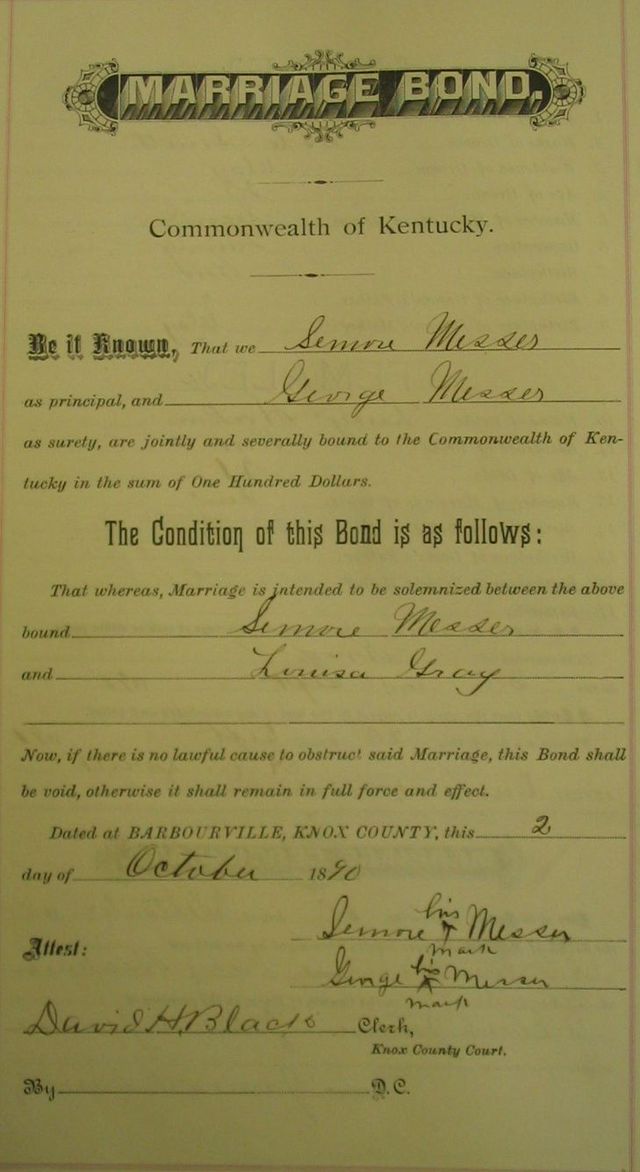 MARRIAGE BOND.
Commonwealth of Kentucky.
Be it Known, That we Semore Messer
as principal, and George Messer
as surety, are jointly and severally bound to the Commonwealth of Ken-
tucky in the sum of One Hundred Dollars.
The Condition of this Bond is as follows:
That whereas, Marriage is intended to be solemnized between the above
bound Semore Messer
and Louisa Gray
Now, if there is no lawful cause to obstruct said Marriage, this Bond shall
be void, otherwise it shall remain in full force and effect.
Dated at BARBOURVILLE, KNOX COUNTY, this 2
day of October 1890
his
Semore X Messer
Attest: mark
his
George X Messer
mark
David H. Black Clerk,
Knox County Court.
By D.C.